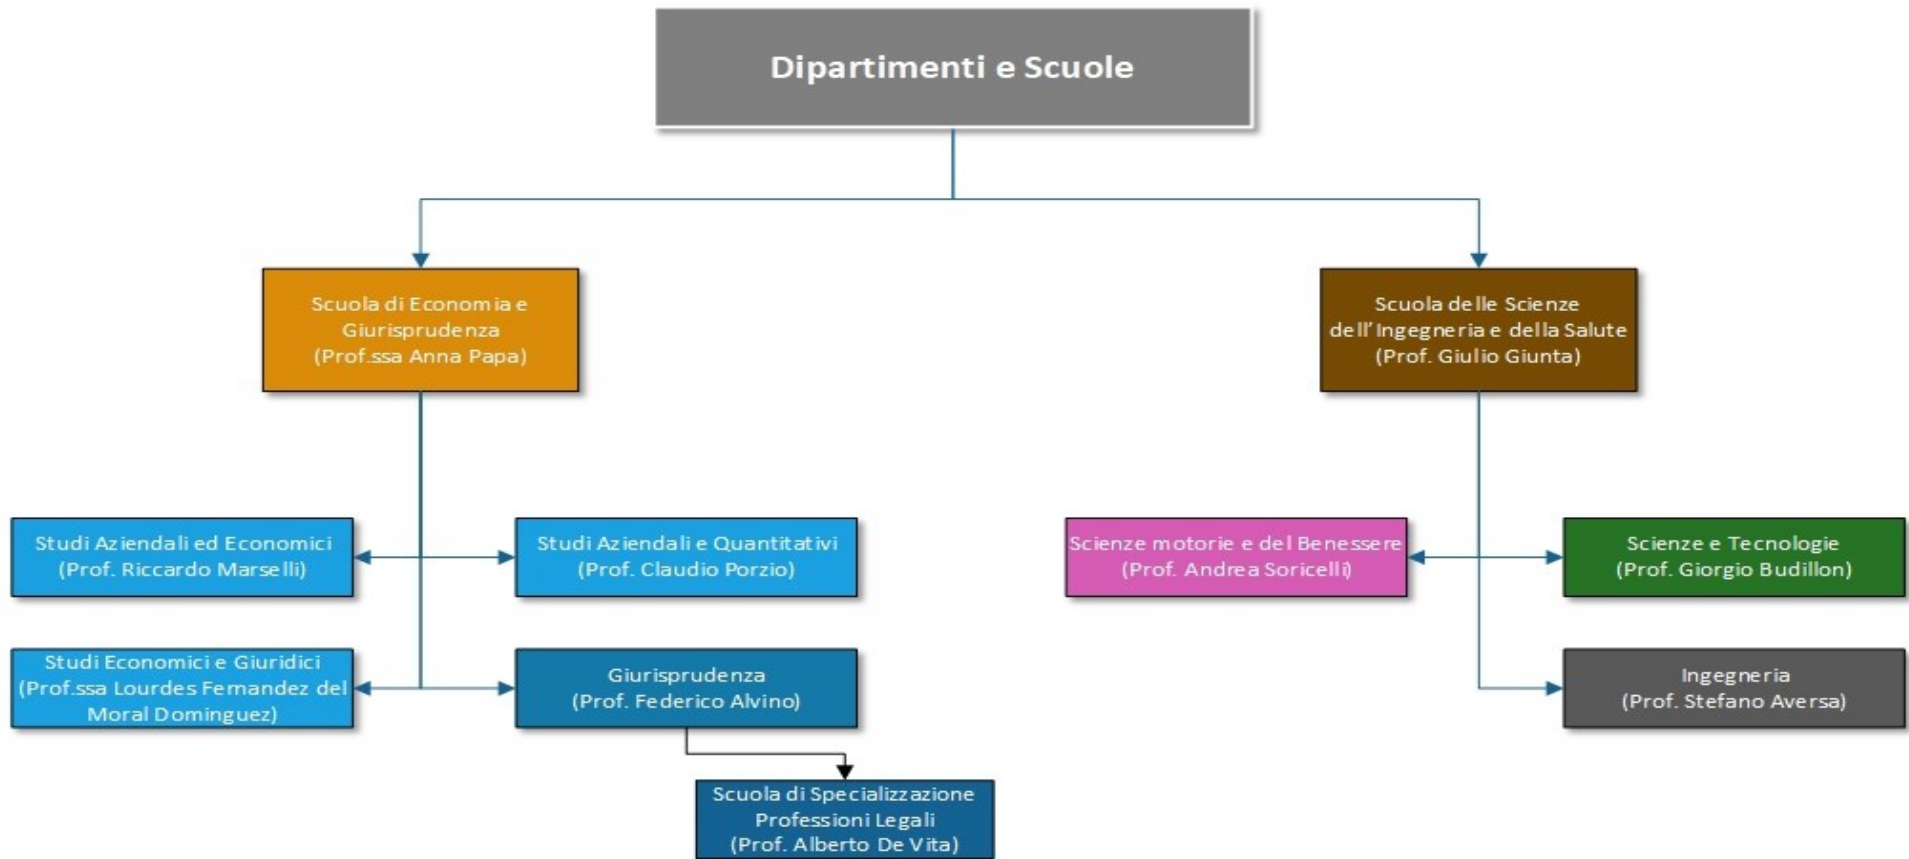 Dipartimenti e Scuole
Scuola di Economia e
Giurisprudenza
(Prof.ssa Anna Papa)
Scuola delle Scienze
dell'Ingegneria e della Salute
(Prof. Giulio Giunta)
Studi Aziendali ed Economici
(Prof. Riccardo Marselli)
Studi Aziendali e Quantitativi
(Prof. Claudio Porzio)
Scienze motorie e del Benessere
(Prof. Andrea Soricelli)
Scienze e Tecnologie
(Prof. Giorgio Budillon)
Studi Economici e Giuridici
(Prof.ssa Lourdes Fernandez del
Moral Dominguez)
Giurisprudenza
(Prof. Federico Alvino)
Ingegneria
(Prof. Stefano Aversa)
Scuola di Specializzazione
Professioni Legali
(Prof. Alberto De Vita)